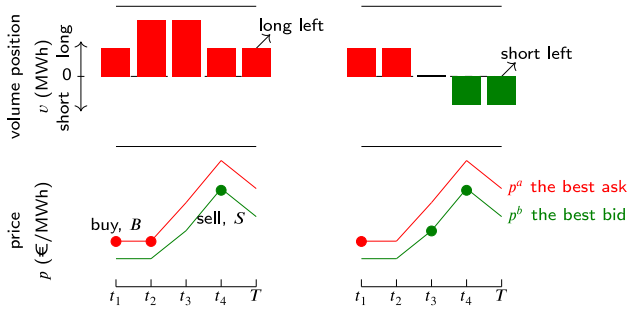 volume position
v (MWh)
short long
0
long left
short left
price
p (€/MWh)
buy, B
sell, S
pᵃ the best ask
pᵇ the best bid
t₁ t₂ t₃ t₄ T
t₁ t₂ t₃ t₄ T